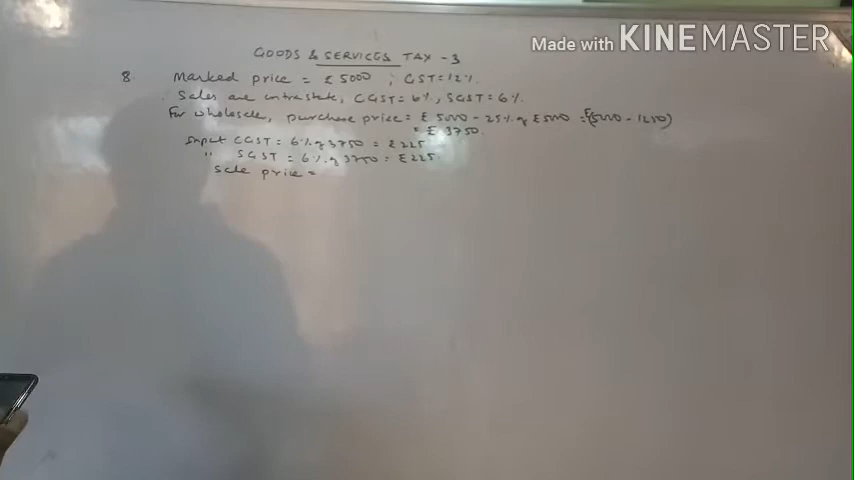 Made with KINEMASTER
GOODS & SERVICES TAX - 3
8 Marked price = ₹ 5000 ; GST = 12%.
Sales are intrastate, CGST = 6%, SGST = 6%.
For wholesaler, purchase price = ₹ 5000 - 25% of ₹ 5000 = ₹(5000 - 1250)
= ₹ 3750.
Input CGST = 6% of 3750 = ₹225
" SGST = 6% of 3750 = ₹225.
Sale price =